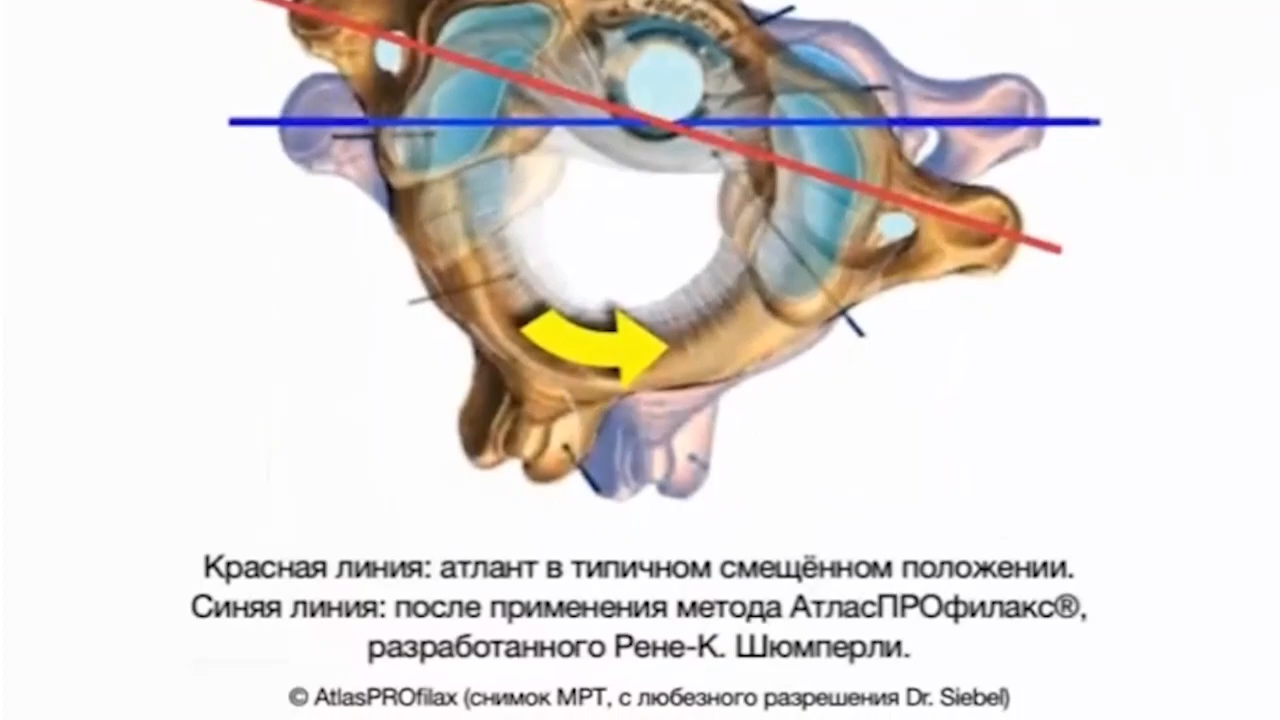 Красная линия: атлант в типичном смещённом положении.
Синяя линия: после применения метода АтласПРОфилакс®,
разработанного Рене-К. Шюмперли.
© AtlasPROfilax (снимок МРТ, с любезного разрешения Dr. Siebel)